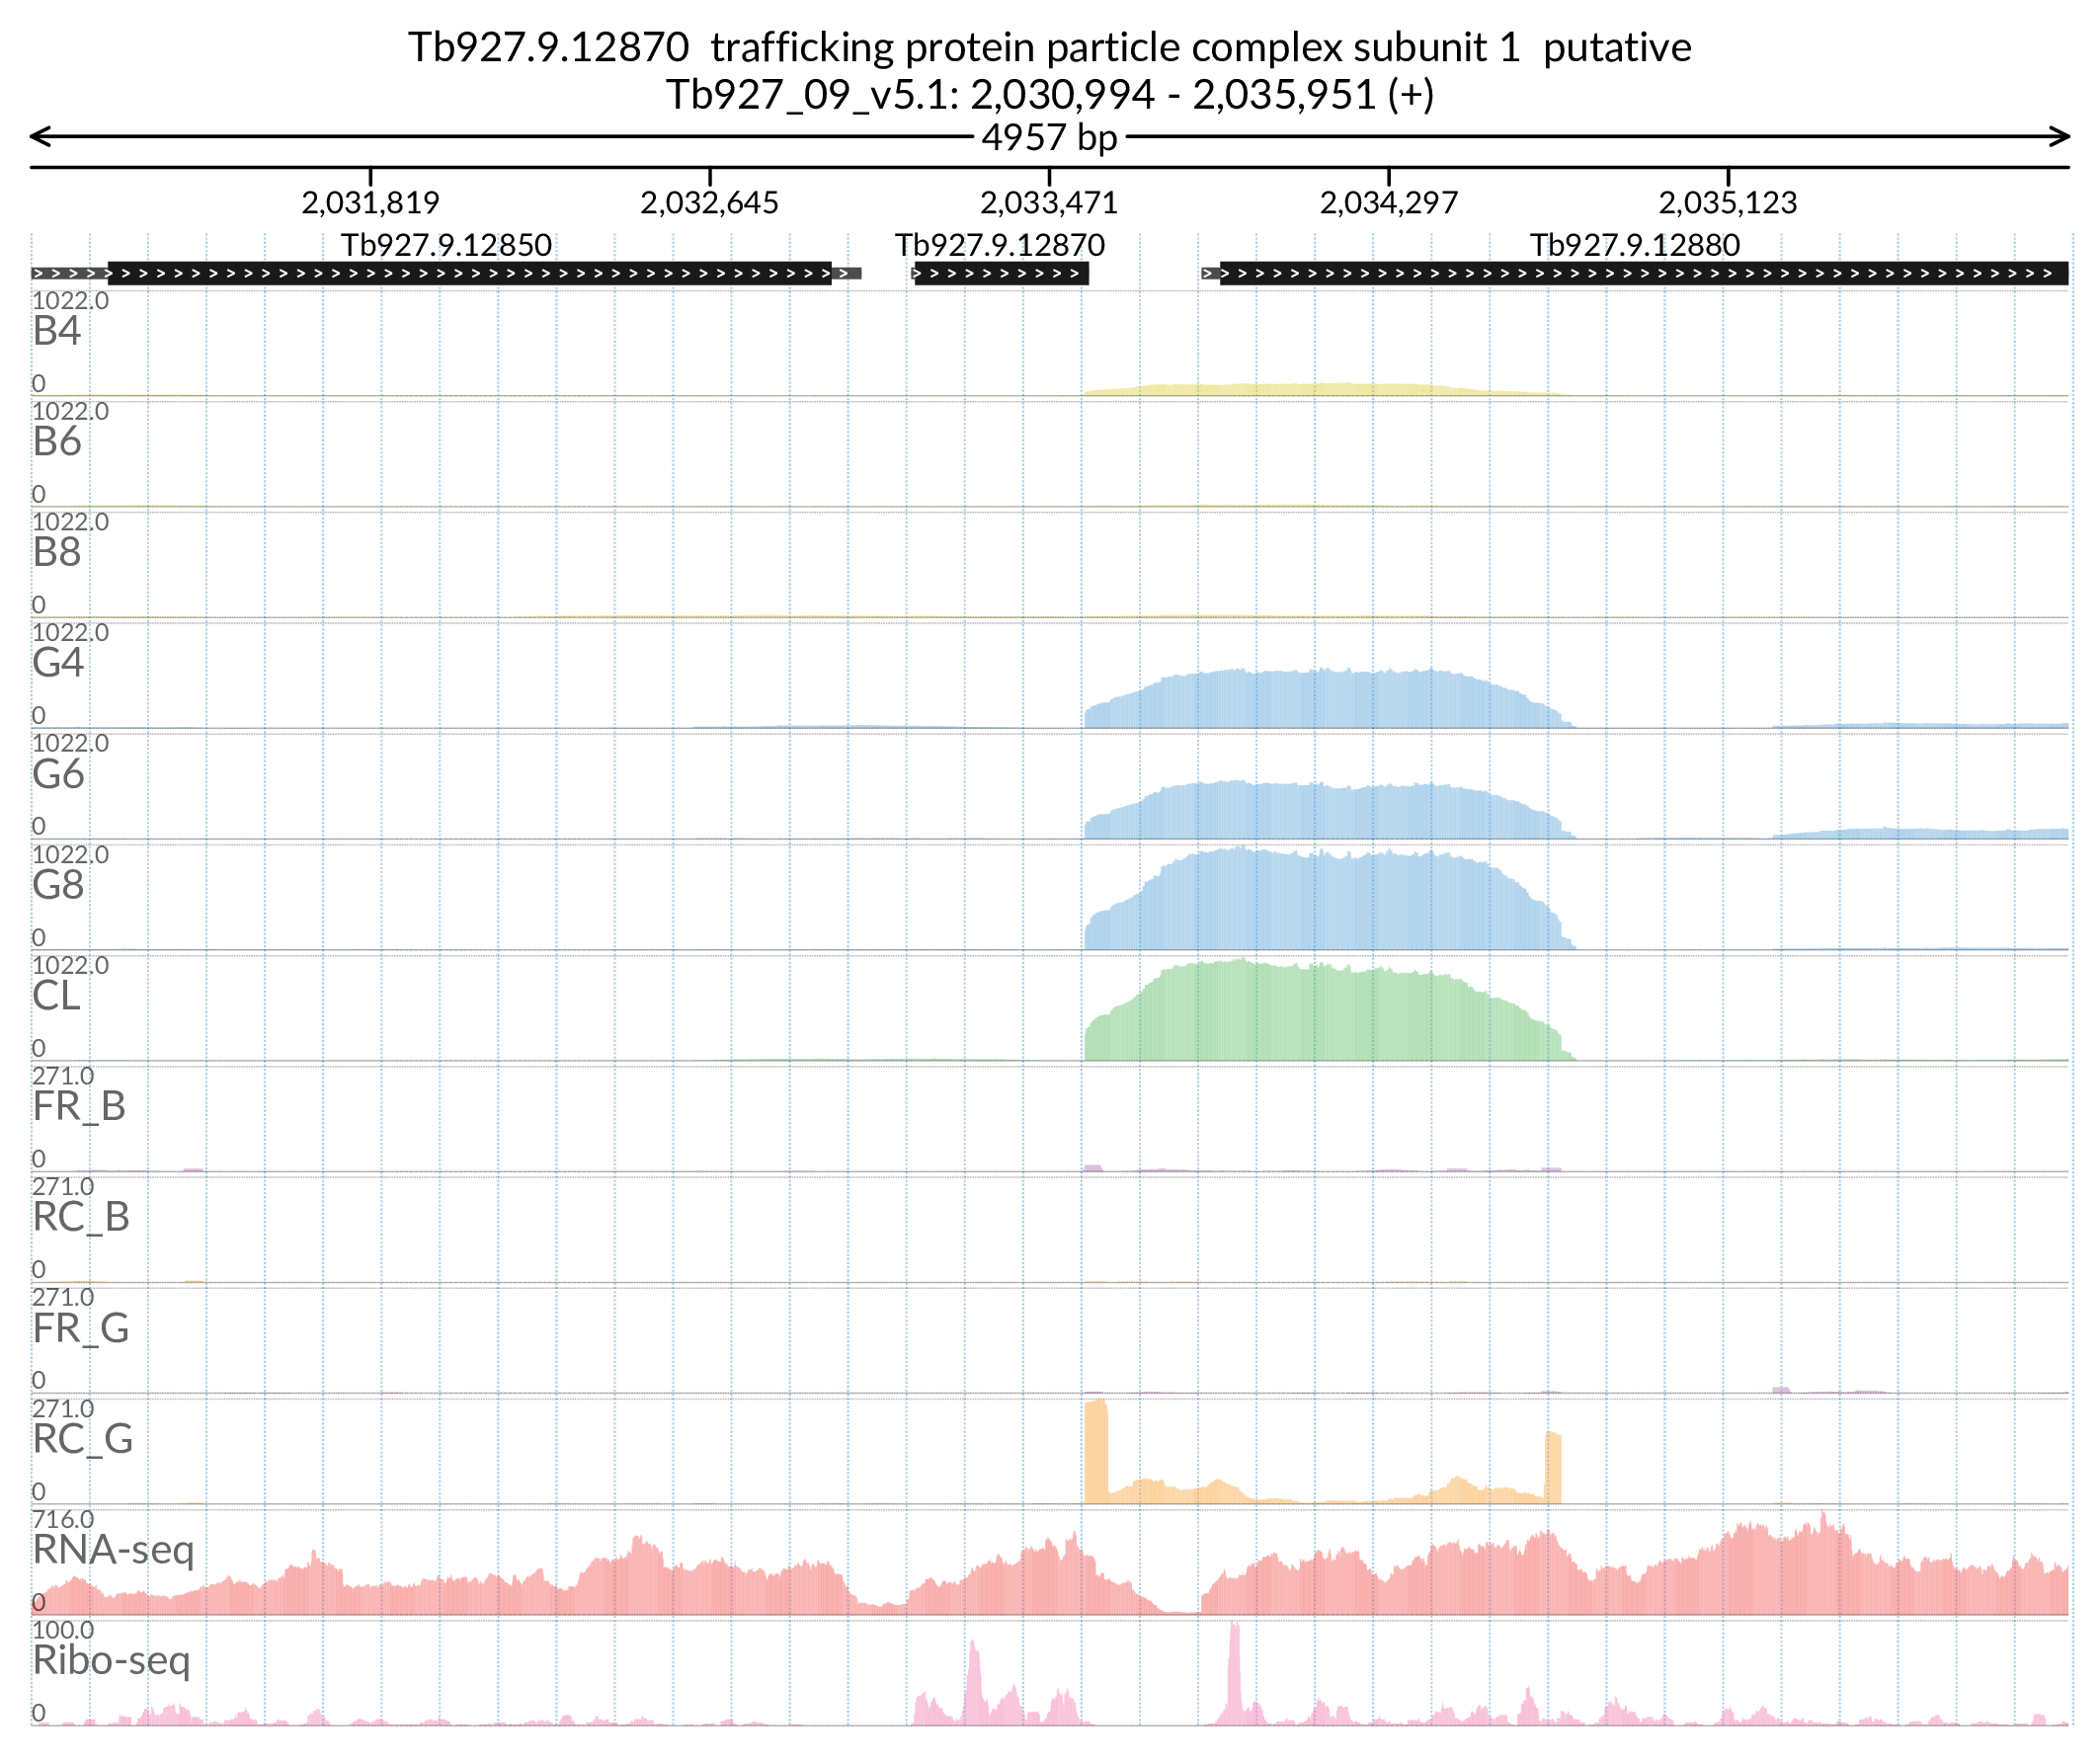 Tb927.9.12870  trafficking protein particle complex subunit 1  putative
Tb927_09_v5.1: 2,030,994 - 2,035,951 (+)
4957 bp
2,031,819 2,032,645 2,033,471 2,034,297 2,035,123
Tb927.9.12850 Tb927.9.12870 Tb927.9.12880
1022.0
B4
0
1022.0
B6
0
1022.0
B8
0
1022.0
G4
0
1022.0
G6
0
1022.0
G8
0
1022.0
CL
0
271.0
FR_B
0
271.0
RC_B
0
271.0
FR_G
0
271.0
RC_G
0
716.0
RNA-seq
0
100.0
Ribo-seq
0